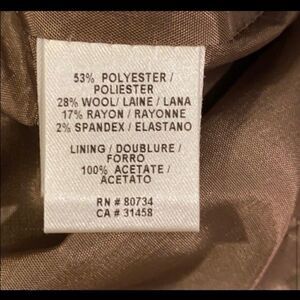 53% POLYESTER /
POLIESTER
28% WOOL/ LAINE / LANA
17% RAYON / RAYONNE
2% SPANDEX / ELASTANO
LINING / DOUBLURE /
FORRO
100% ACETATE /
ACETATO
RN # 80734
CA # 31458